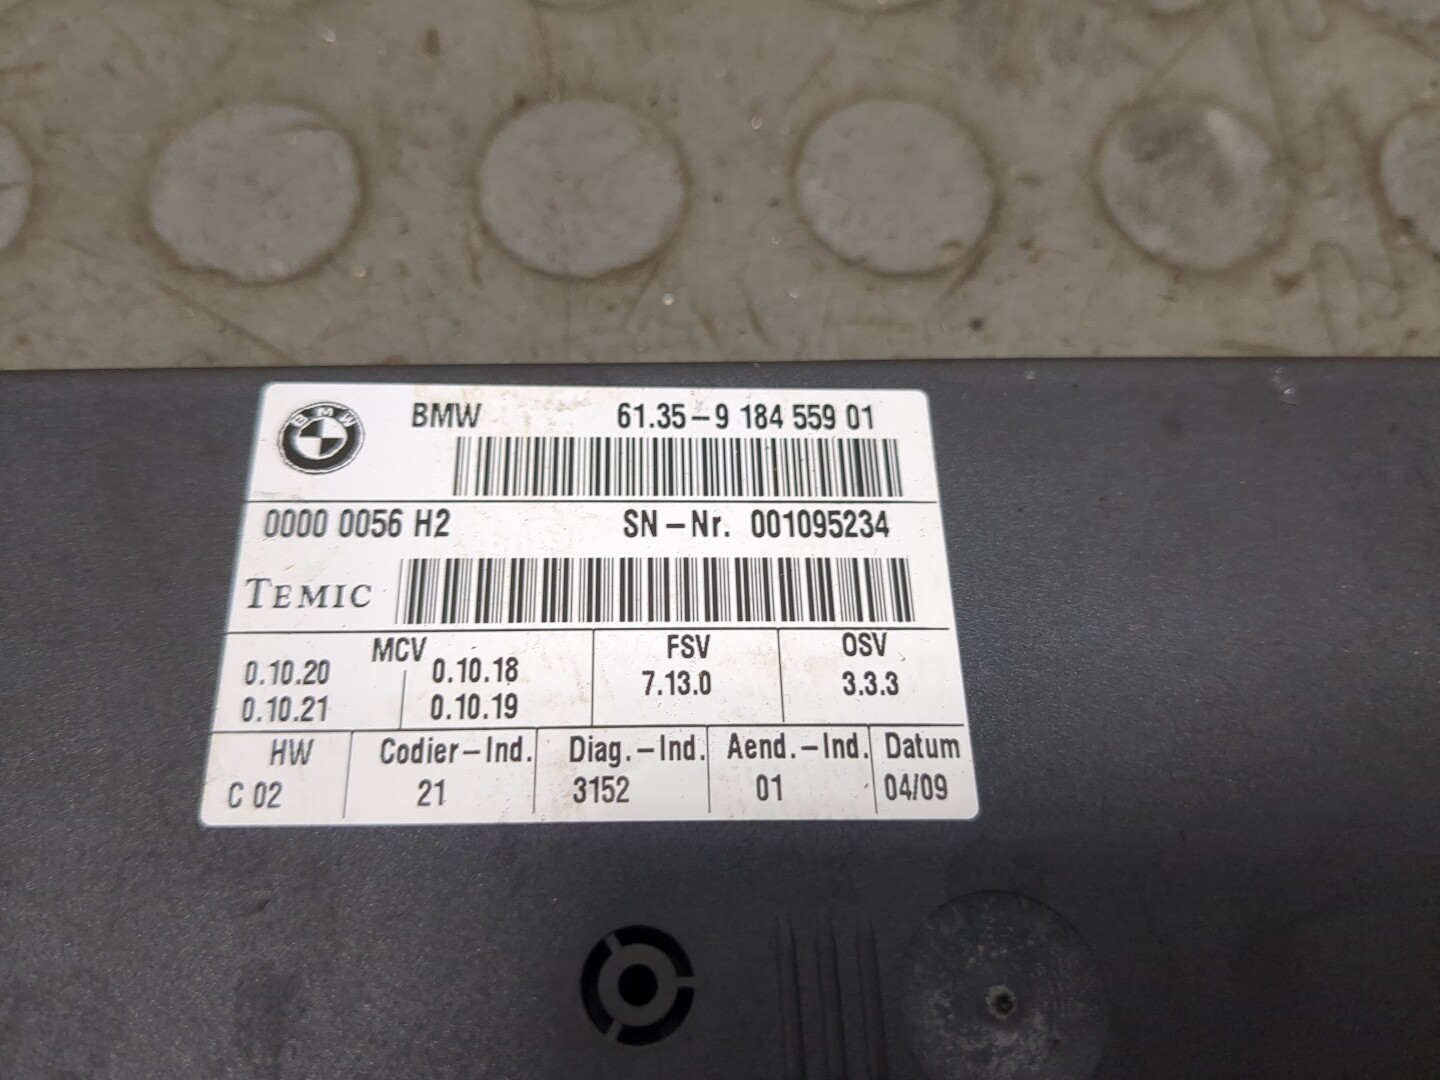 BMW
BMW 61.35-9 184 559 01
0000 0056 H2 SN-Nr. 001095234
TEMIC
MCV FSV OSV
0.10.20 0.10.18 7.13.0 3.3.3
0.10.21 0.10.19
HW Codier-Ind. Diag.-Ind. Aend.-Ind. Datum
C 02 21 3152 01 04/09